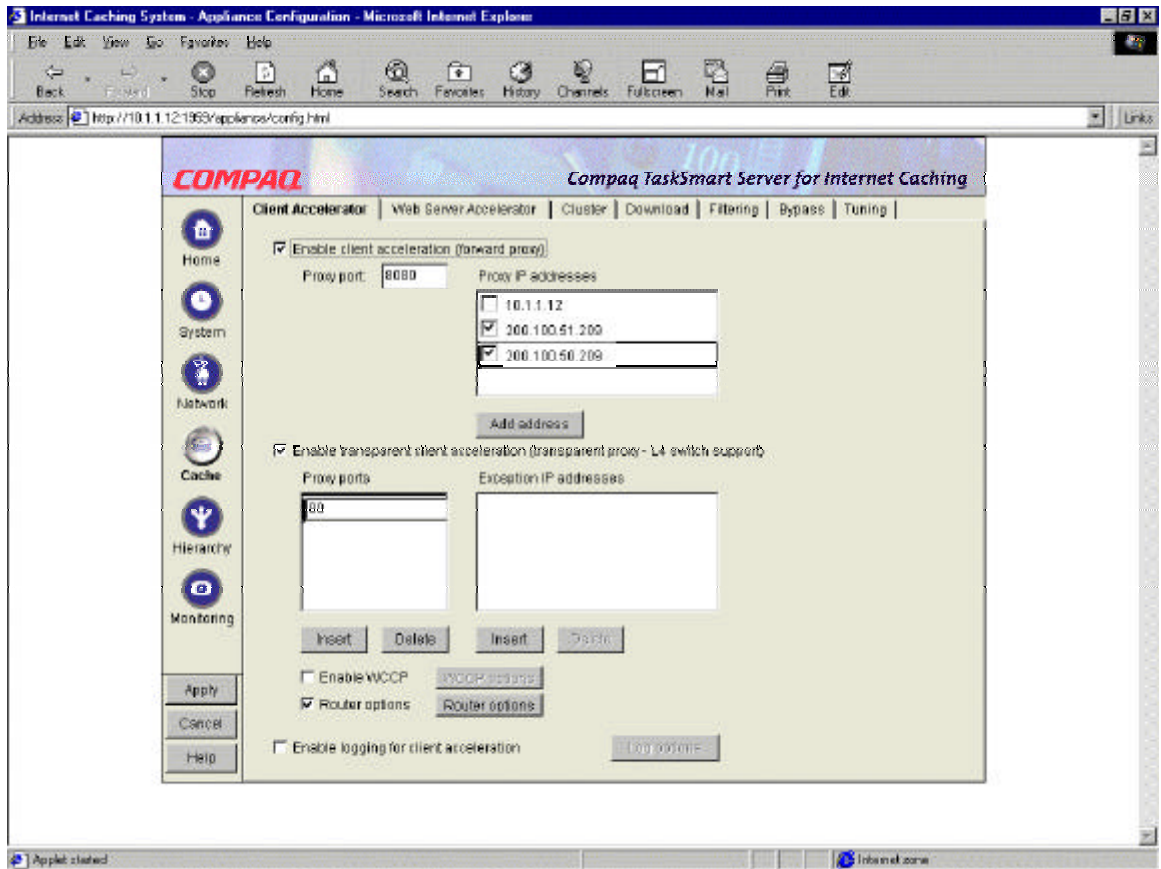 Internet Caching System - Appliance Configuration - Microsoft Internet Explorer
File Edit View Go Favorites Help
Back Forward Stop Refresh Home Search Favorites History Channels Fullscreen Mail Print Edit
Address http://10.1.1.12:1959/appliance/config.html Links
COMPAQ
Compaq TaskSmart Server for Internet Caching
Client Accelerator | Web Server Accelerator | Cluster | Download | Filtering | Bypass | Tuning |
Home
System
Network
Cache
Hierarchy
Monitoring
Apply
Cancel
Help
Enable client acceleration (forward proxy)
Proxy port: 8080
Proxy IP addresses
10.1.1.12
200.100.51.209
200.100.50.209
Add address
Enable transparent client acceleration (transparent proxy - L4 switch support)
Proxy ports
Exception IP addresses
80
Insert Delete Insert Delete
Enable WCCP WCCP options
Router options Router options
Enable logging for client acceleration Log options
Applet started
Internet zone